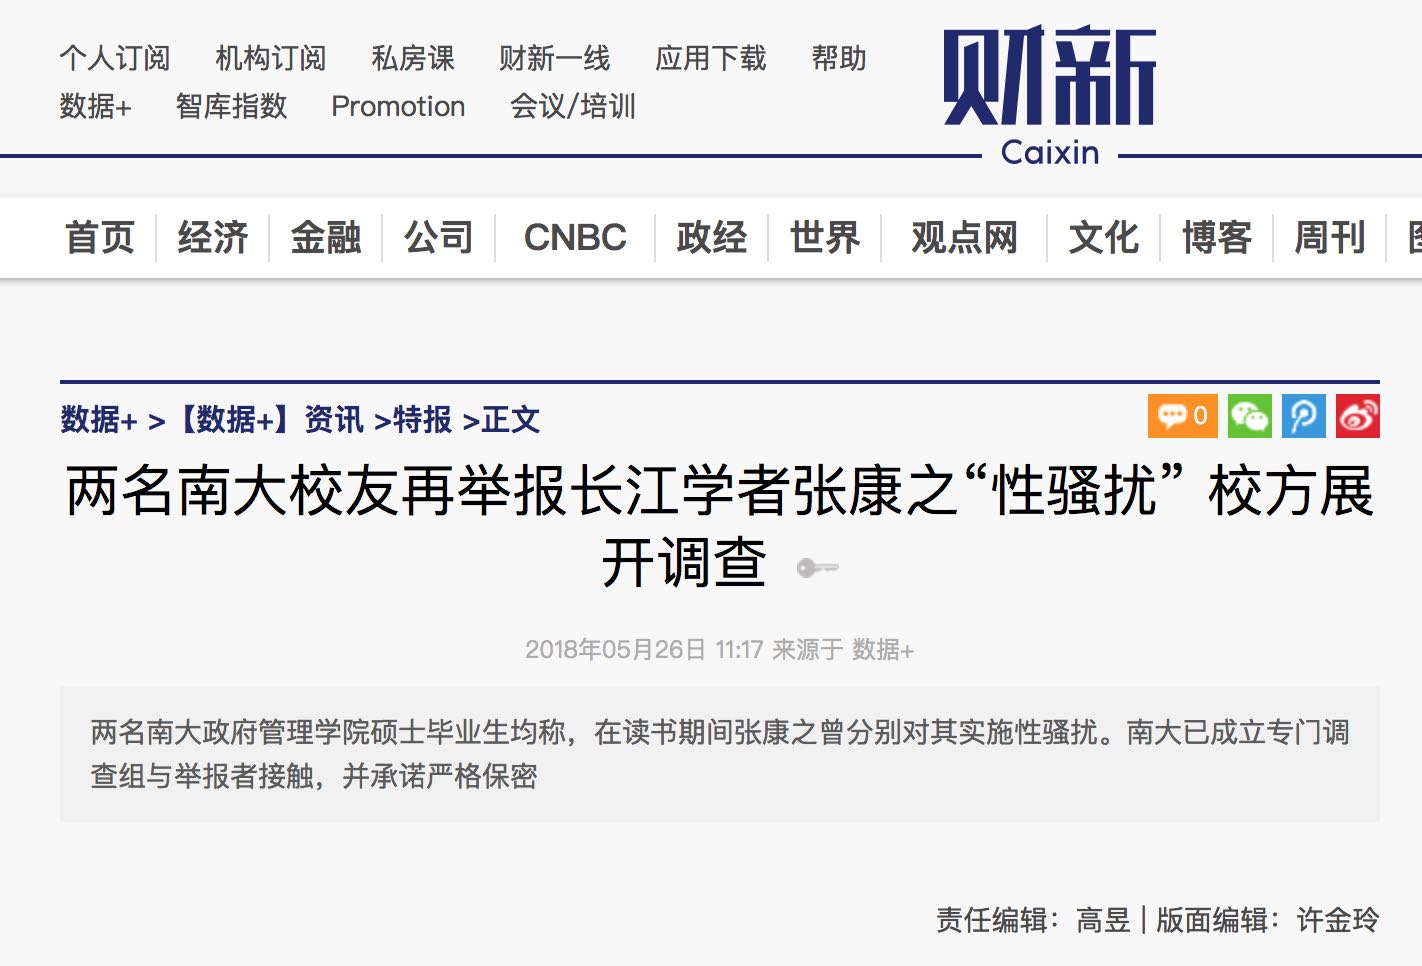 个人订阅 机构订阅 私房课 财新一线 应用下载 帮助
数据+ 智库指数 Promotion 会议/培训
财新
Caixin
首页 经济 金融 公司 CNBC 政经 世界 观点网 文化 博客 周刊
数据+ >【数据+】资讯 >特报 >正文
0
两名南大校友再举报长江学者张康之“性骚扰” 校方展
开调查
2018年05月26日 11:17 来源于 数据+
两名南大政府管理学院硕士毕业生均称，在读书期间张康之曾分别对其实施性骚扰。南大已成立专门调
查组与举报者接触，并承诺严格保密
责任编辑：高昱 | 版面编辑：许金玲